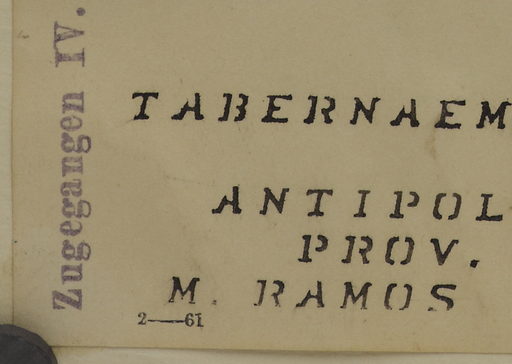 Zugegangen IV.
TABERNAEM
ANTIPOL
PROV.
M. RAMOS
2——61